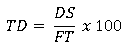 TD = DS/FT x 100